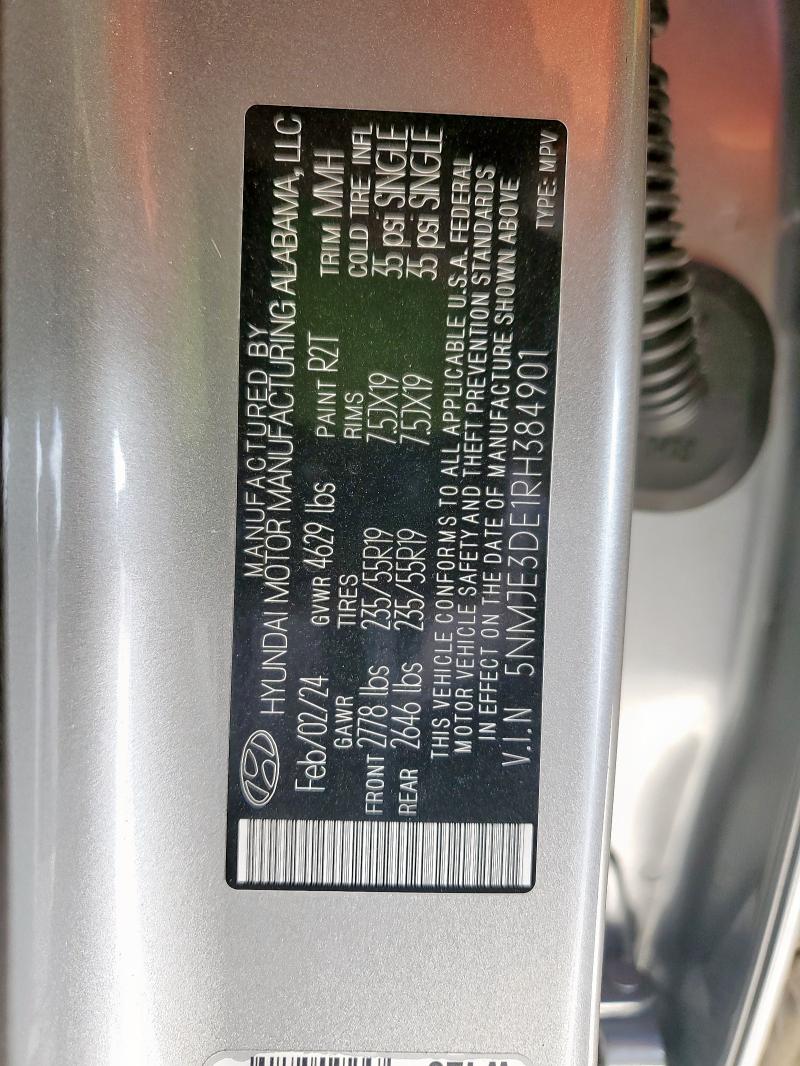 MANUFACTURED BY
HYUNDAI MOTOR MANUFACTURING ALABAMA, LLC
Feb/02/24 GVWR 4629 lbs PAINT R2T TRIM MMH
GAWR TIRES RIMS COLD TIRE INFL
FRONT 2778 lbs 235/55R19 7.5JX19 35 psi SINGLE
REAR 2646 lbs 235/55R19 7.5JX19 35 psi SINGLE
THIS VEHICLE CONFORMS TO ALL APPLICABLE U.S.A. FEDERAL
MOTOR VEHICLE SAFETY AND THEFT PREVENTION STANDARDS
IN EFFECT ON THE DATE OF MANUFACTURE SHOWN ABOVE
V.I.N 5NMJE3DE1RH384901
TYPE: MPV